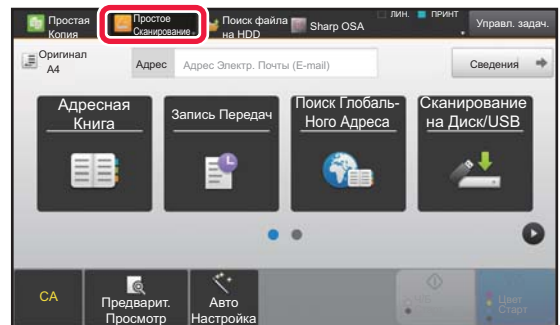 Простая
Копия
Простое
Сканирование
Поиск файла
на HDD
Sharp OSA
ЛИН.
ПРИНТ
Управл. задач.
Оригинал
A4
Адрес
Адрес Электр. Почты (E-mail)
Сведения
Адресная
Книга
Запись Передач
Поиск Глобаль-
Ного Адреса
Сканирование
на Диск/USB
CA
Предварит.
Просмотр
Авто
Настройка
Цвет
Старт